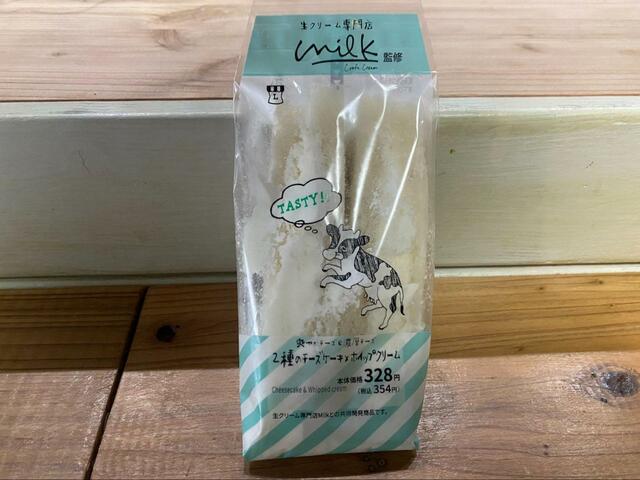 生クリーム専門店
milk 監修
Craft Cream
L
TASTY!
爽やかチーズ&濃厚チーズ
2種のチーズケーキ×ホイップクリーム
本体価格 328円
Cheesecake & Whipped cream
(税込 354円)
生クリーム専門店Milkとの共同開発商品です。